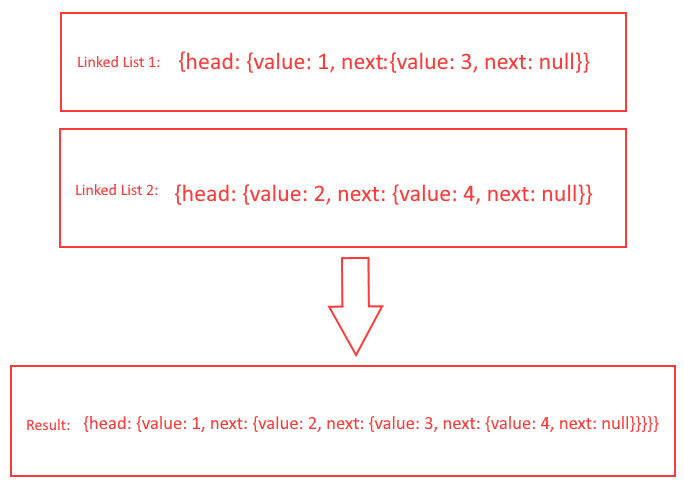 Linked List 1: {head: {value: 1, next:{value: 3, next: null}}
Linked List 2: {head: {value: 2, next: {value: 4, next: null}}
Result: {head: {value: 1, next: {value: 2, next: {value: 3, next: {value: 4, next: null}}}}}